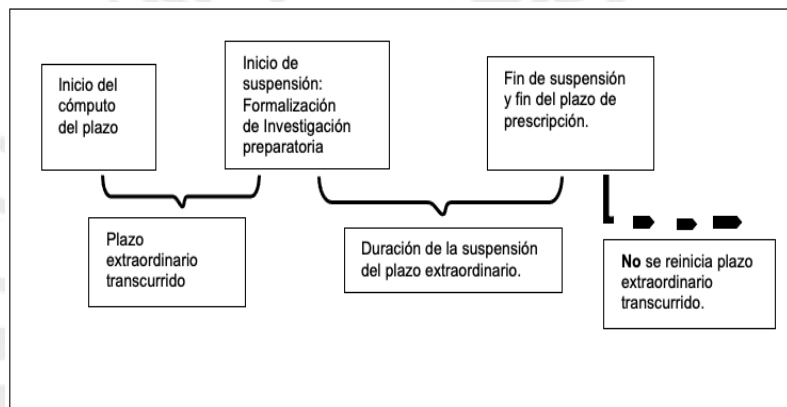 Inicio del
cómputo
del plazo
Inicio de
suspensión:
Formalización
de Investigación
preparatoria
Fin de suspensión
y fin del plazo de
prescripción.
Plazo
extraordinario
transcurrido
Duración de la suspensión
del plazo extraordinario.
No se reinicia plazo
extraordinario
transcurrido.